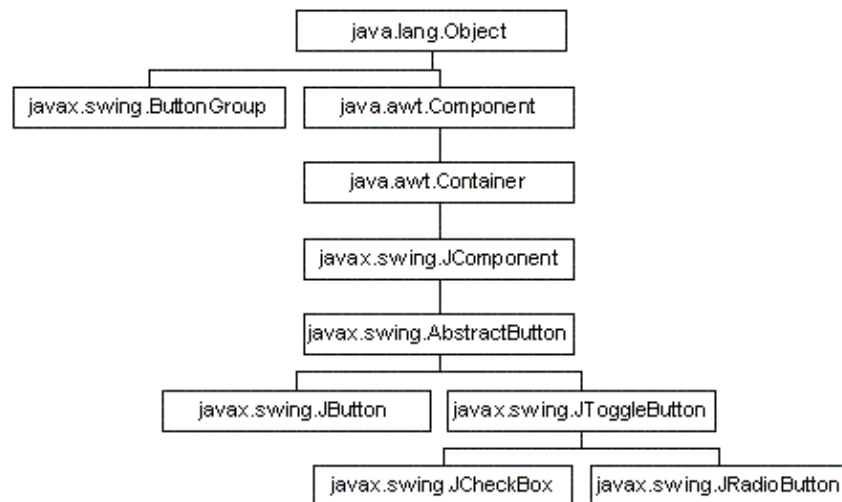 java.lang.Object
javax.swing.ButtonGroup
java.awt.Component
java.awt.Container
javax.swing.JComponent
javax.swing.AbstractButton
javax.swing.JButton
javax.swing.JToggleButton
javax.swing.JCheckBox
javax.swing.JRadioButton